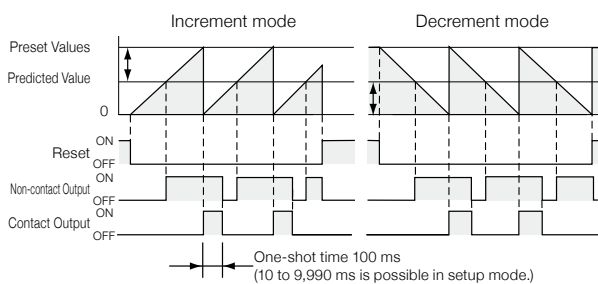 Increment mode
Decrement mode
Preset Values
Predicted Value
0
ON
Reset
OFF
ON
Non-contact Output
OFF
ON
Contact Output
OFF
One-shot time 100 ms
(10 to 9,990 ms is possible in setup mode.)